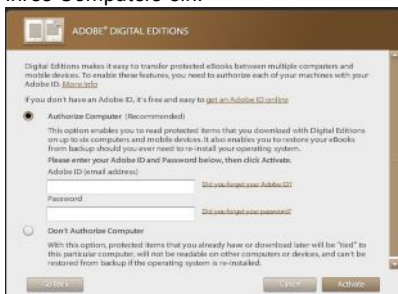 ADOBE® DIGITAL EDITIONS
Digital Editions makes it easy to transfer protected eBooks between multiple computers and
mobile devices. To enable these features, you need to authorize each of your machines with your
Adobe ID. More info
If you don't have an Adobe ID, it's free and easy to get an Adobe ID online
Authorize Computer (Recommended)
This option enables you to read protected items that you download with Digital Editions
on up to six computers and mobile devices. It also enables you to restore your eBooks
from backup should you ever need to re-install your operating system.
Please enter your Adobe ID and Password below, then click Activate.
Adobe ID (email address)
Did you forget your Adobe ID?
Password
Did you forget your password?
Don't Authorize Computer
With this option, protected items that you already have or download later will be "tied" to
this particular computer, will not be readable on other computers or devices, and can't be
restored from backup if the operating system is re-installed.
Go Back Cancel Activate